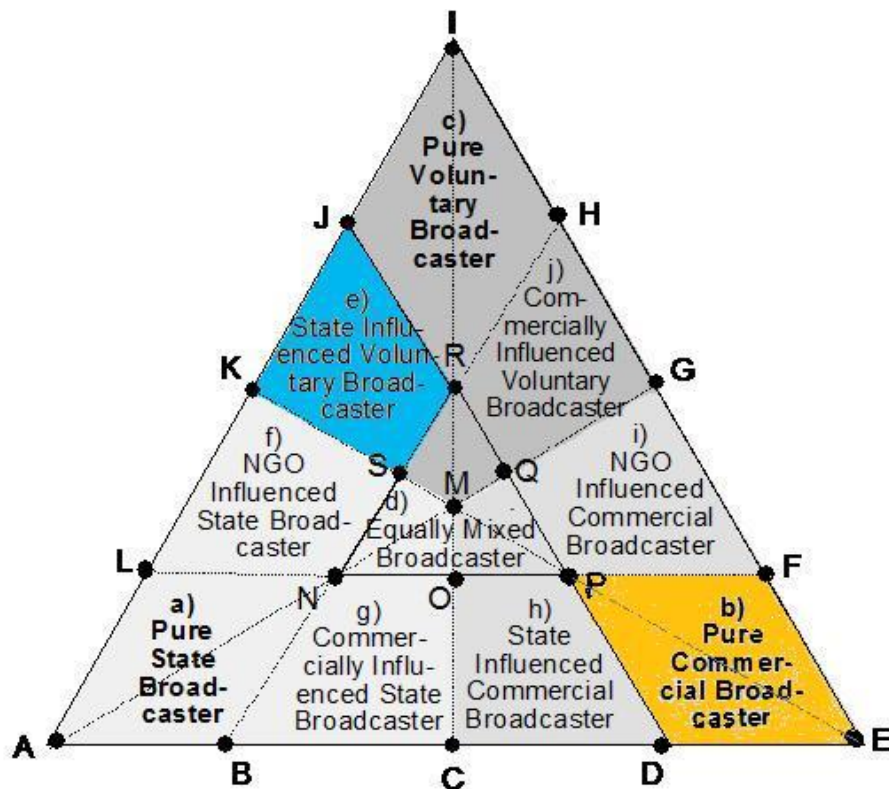 I
c)
Pure
Volun-
tary
Broad-
caster
J
H
e)
State Influ-
enced Volun-
tary Broad-
caster
j)
Com-
mercially
Influenced
Voluntary
Broadcaster
R
K
G
f)
NGO
Influenced
State Broad-
caster
i)
NGO
Influenced
Commercial
Broadcaster
S
Q
M
d)
Equally Mixed
Broadcaster
L
F
N
O
P
a)
Pure
State
Broad-
caster
g)
Commer-
cially Influ-
enced State
Broadcaster
h)
State
Influenced
Commercial
Broadcaster
b)
Pure
Commer-
cial Broad-
caster
A
B
C
D
E